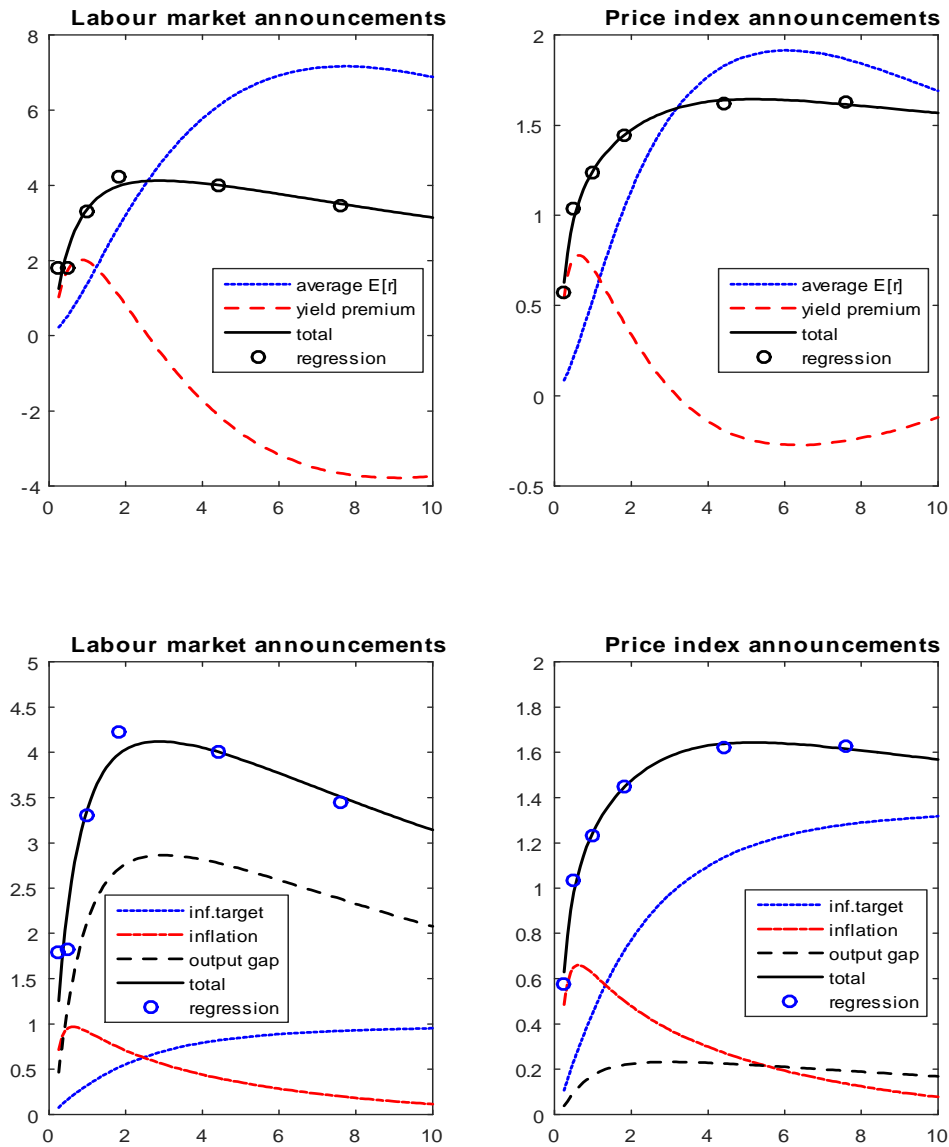 Labour market announcements
8
6
4
2
0
-2
-4
0 2 4 6 8 10
average E[r]
yield premium
total
regression
Price index announcements
2
1.5
1
0.5
0
-0.5
0 2 4 6 8 10
average E[r]
yield premium
total
regression
Labour market announcements
5
4.5
4
3.5
3
2.5
2
1.5
1
0.5
0
0 2 4 6 8 10
inf.target
inflation
output gap
total
regression
Price index announcements
2
1.8
1.6
1.4
1.2
1
0.8
0.6
0.4
0.2
0
0 2 4 6 8 10
inf.target
inflation
output gap
total
regression